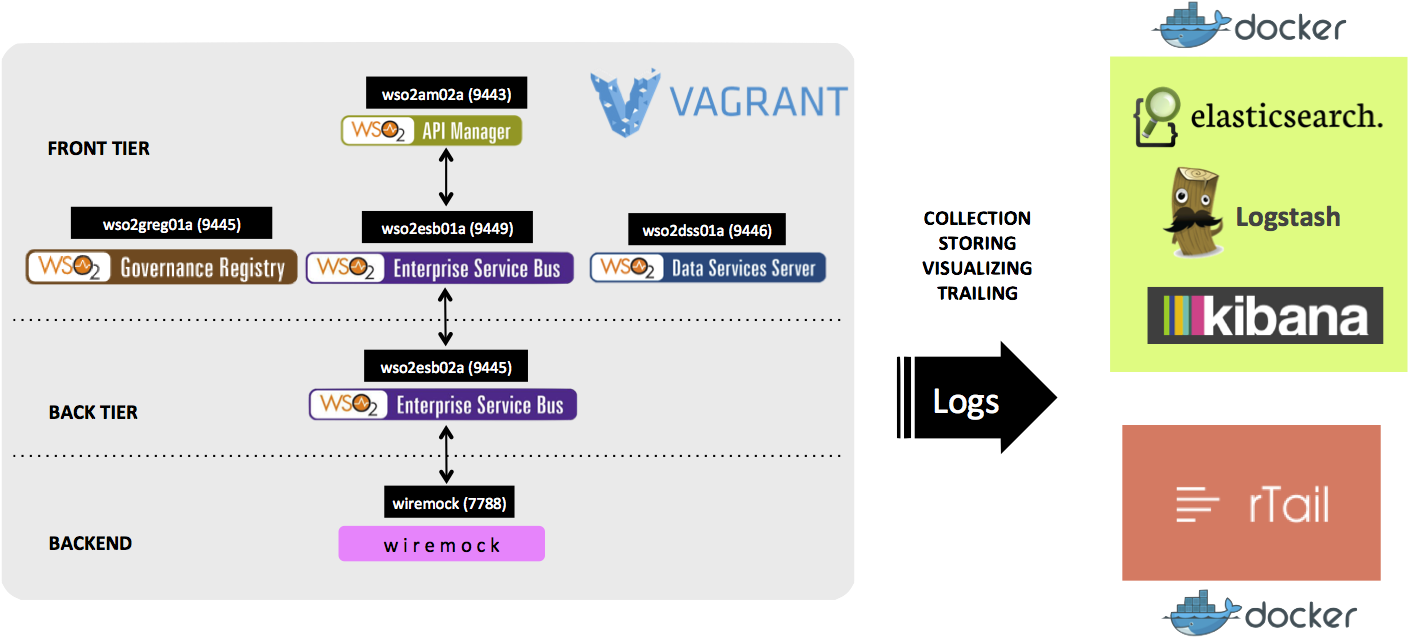 docker
wso2am02a (9443)
WSO2 API Manager
VAGRANT
FRONT TIER
elasticsearch.
wso2greg01a (9445)
wso2esb01a (9449)
wso2dss01a (9446)
WSO2 Governance Registry
WSO2 Enterprise Service Bus
WSO2 Data Services Server
COLLECTION
STORING
VISUALIZING
TRAILING
Logstash
kibana
wso2esb02a (9445)
WSO2 Enterprise Service Bus
BACK TIER
Logs
wiremock (7788)
wiremock
BACKEND
rTail
docker